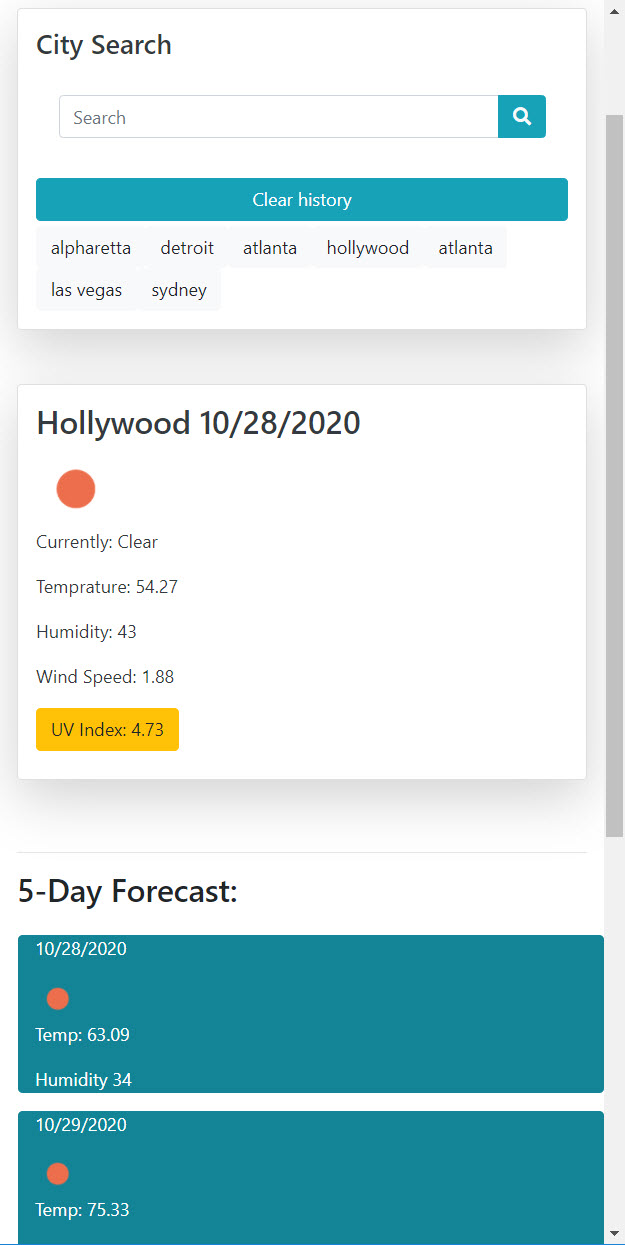 City Search
Search
Clear history
alpharetta detroit atlanta hollywood atlanta
las vegas sydney
Hollywood 10/28/2020
Currently: Clear
Temprature: 54.27
Humidity: 43
Wind Speed: 1.88
UV Index: 4.73
5-Day Forecast:
10/28/2020
Temp: 63.09
Humidity 34
10/29/2020
Temp: 75.33